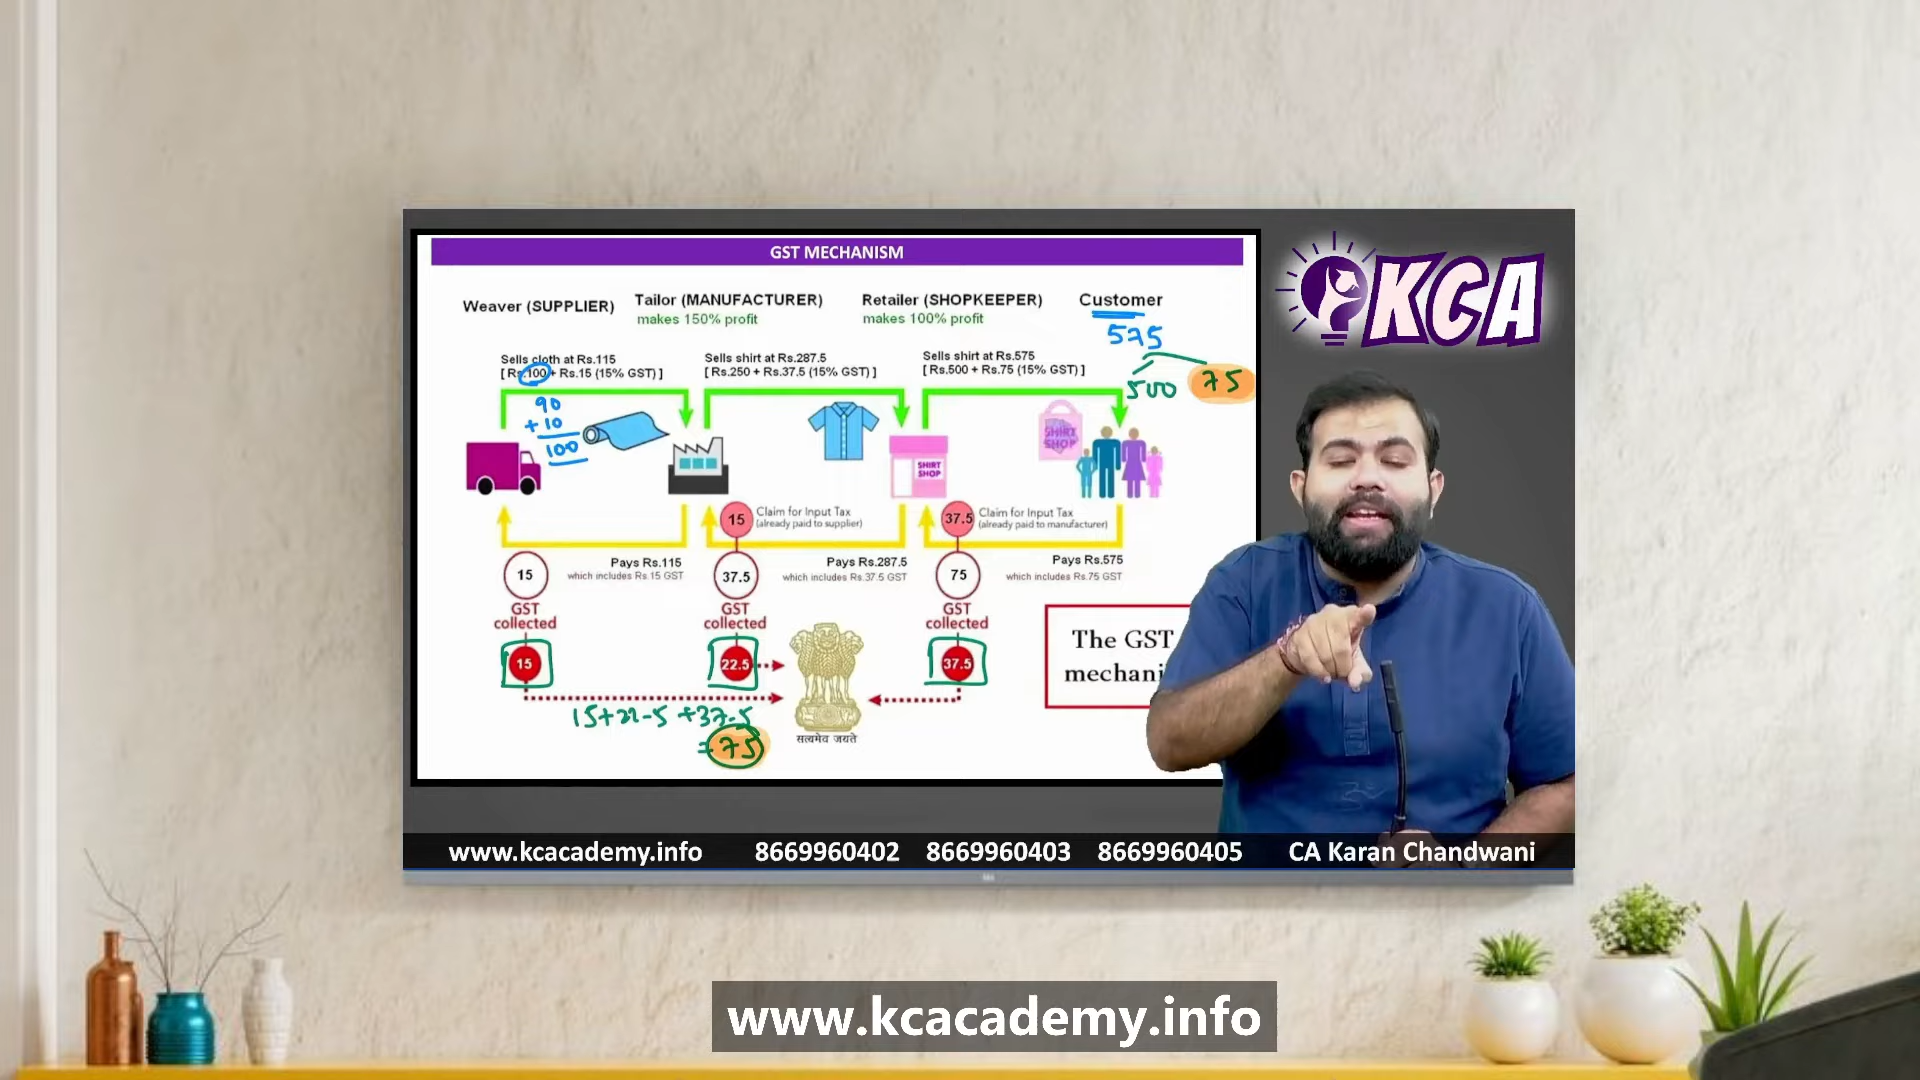 GST MECHANISM
KCA
Weaver (SUPPLIER)
Tailor (MANUFACTURER)
makes 150% profit
Retailer (SHOPKEEPER)
makes 100% profit
Customer
575
500 75
Sells cloth at Rs.115
[ Rs.100 + Rs.15 (15% GST) ]
90
+ 10
100
Sells shirt at Rs.287.5
[ Rs.250 + Rs.37.5 (15% GST) ]
Sells shirt at Rs.575
[ Rs.500 + Rs.75 (15% GST) ]
SHIRT
SHOP
SHIRT
SHOP
15
Claim for Input Tax
(already paid to supplier)
37.5
Claim for Input Tax
(already paid to manufacturer)
Pays Rs.115
which includes Rs.15 GST
Pays Rs.287.5
which includes Rs.37.5 GST
Pays Rs.575
which includes Rs.75 GST
15
GST
collected
15
37.5
GST
collected
22.5
75
GST
collected
37.5
15+22.5 +37.5
= 75
सत्यमेव जयते
The GST
mechani
www.kcacademy.info 8669960402 8669960403 8669960405 CA Karan Chandwani
www.kcacademy.info